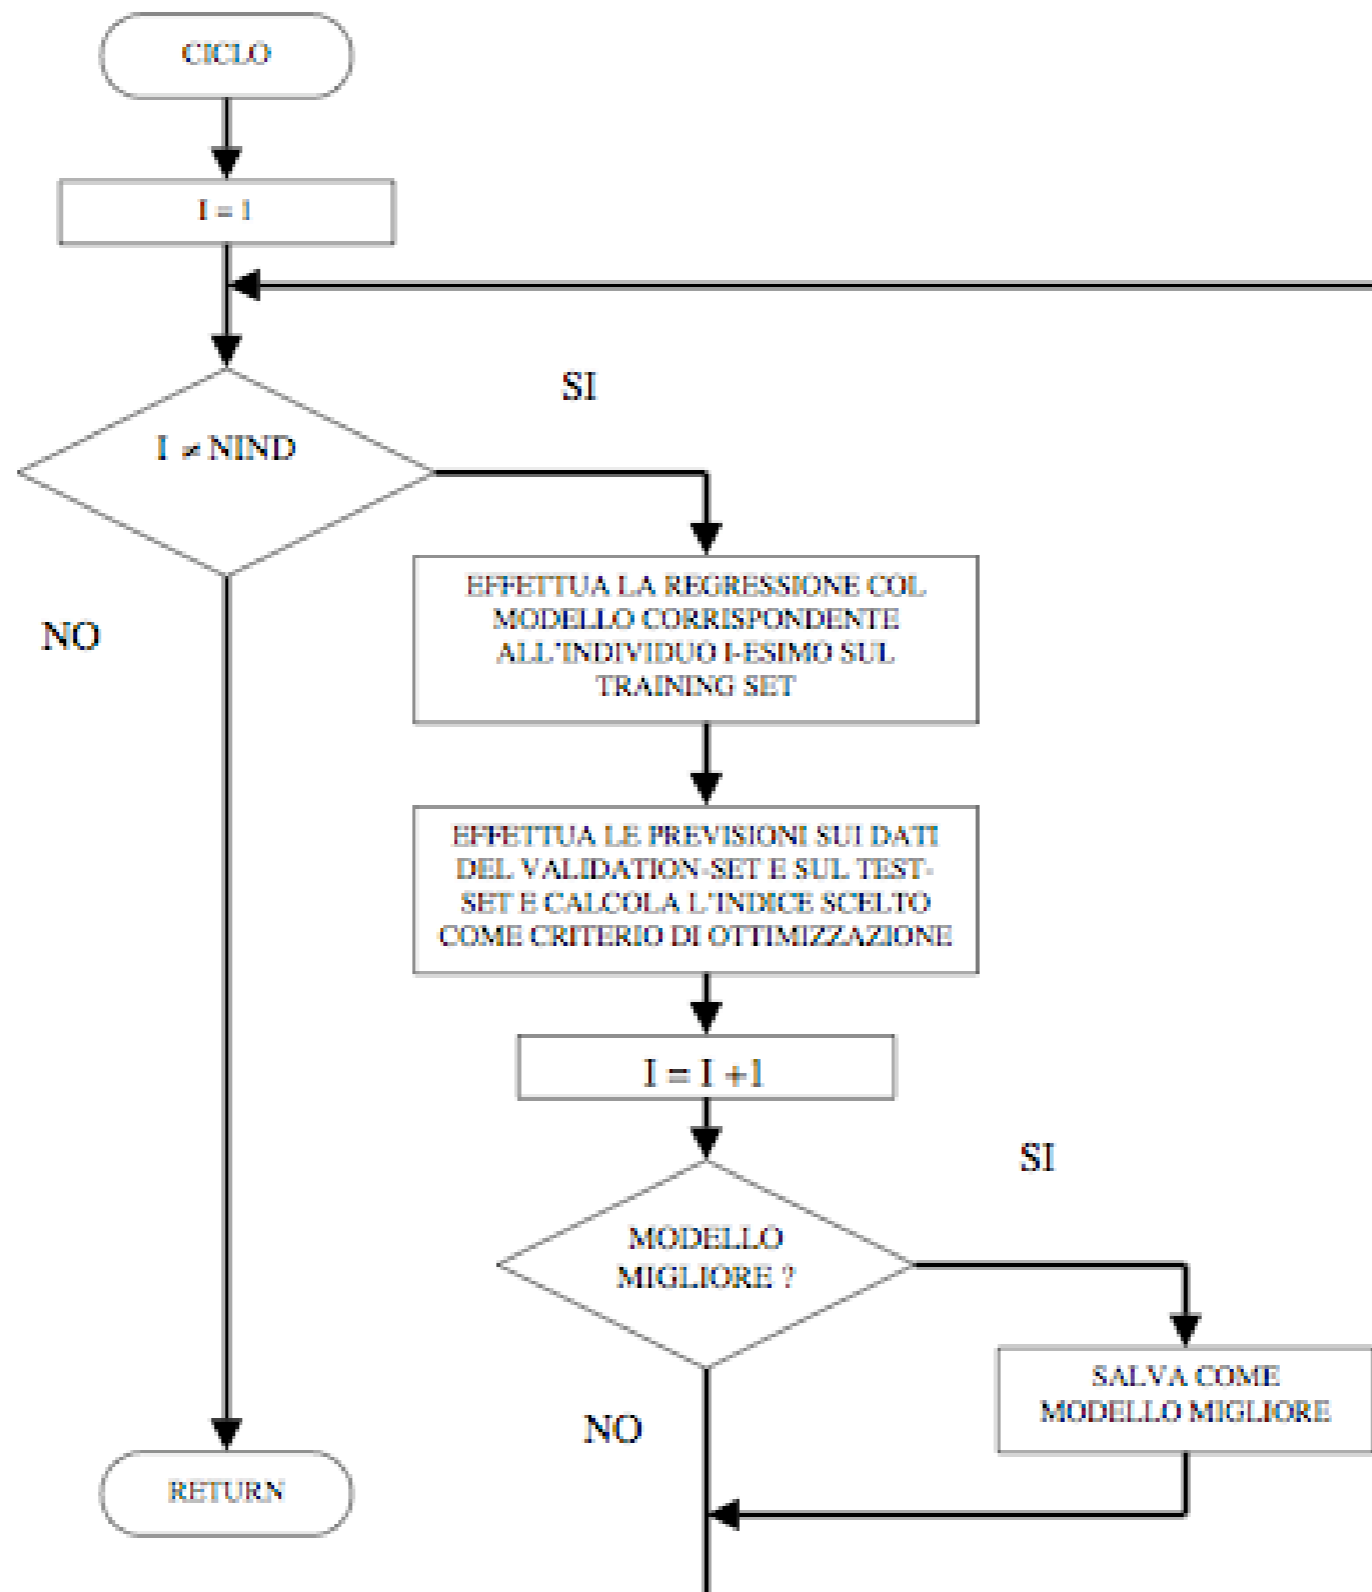 CICLO
I = 1
SI
I ≠ NIND
EFFETTUA LA REGRESSIONE COL
MODELLO CORRISPONDENTE
ALL'INDIVIDUO I-ESIMO SUL
TRAINING SET
NO
EFFETTUA LE PREVISIONI SUI DATI
DEL VALIDATION-SET E SUL TEST-
SET E CALCOLA L'INDICE SCELTO
COME CRITERIO DI OTTIMIZZAZIONE
I = I +1
SI
MODELLO
MIGLIORE ?
SALVA COME
MODELLO MIGLIORE
NO
RETURN